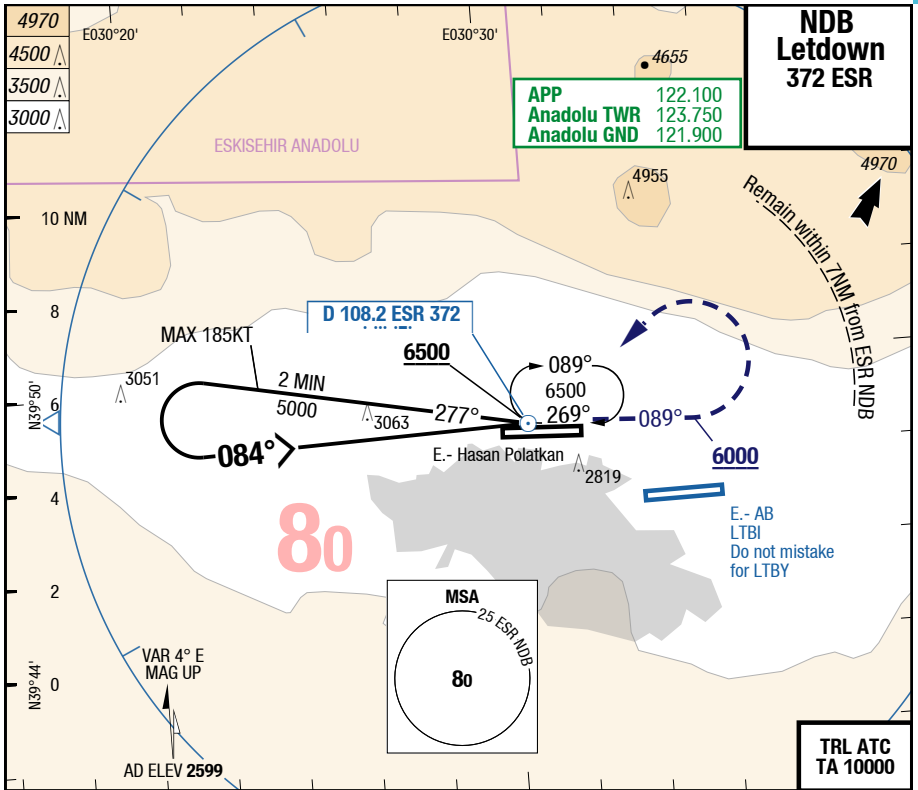 4970
4500
3500
3000
E030°20'
E030°30'
4655
NDB
Letdown
372 ESR
APP 122.100
Anadolu TWR 123.750
Anadolu GND 121.900
ESKISEHIR ANADOLU
4955
4970
Remain within 7NM from ESR NDB
10 NM
8
D 108.2 ESR 372
MAX 185KT
6500
089°
3051
2 MIN
6500
N39°50'
6
5000
3063
277°
269°
089°
084°
E.- Hasan Polatkan
6000
2819
4
E.- AB
LTBI
Do not mistake
for LTBY
80
2
MSA
25 ESR NDB
80
VAR 4° E
MAG UP
N39°44'
0
AD ELEV 2599
TRL ATC
TA 10000